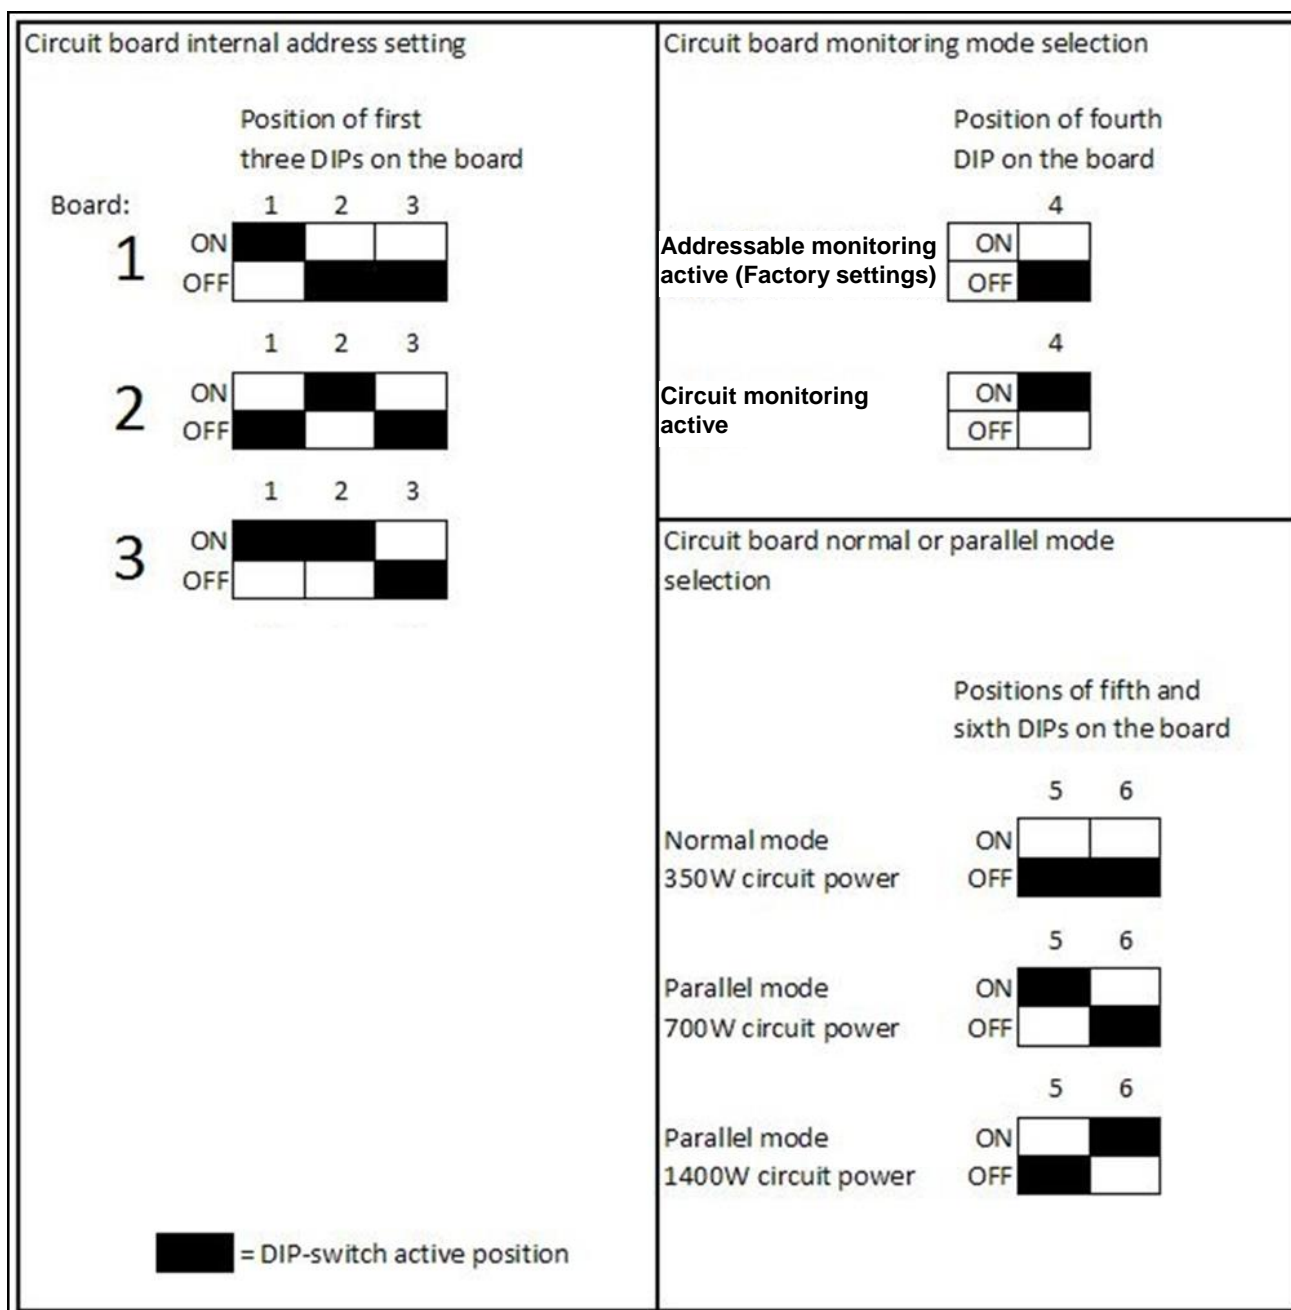 Circuit board internal address setting
Position of first
three DIPs on the board
Board:
1 2 3
1
ON
OFF
1 2 3
2
ON
OFF
1 2 3
3
ON
OFF
= DIP-switch active position
Circuit board monitoring mode selection
Position of fourth
DIP on the board
4
Addressable monitoring
active (Factory settings)
ON
OFF
4
Circuit monitoring
active
ON
OFF
Circuit board normal or parallel mode
selection
Positions of fifth and
sixth DIPs on the board
5 6
Normal mode ON
350W circuit power OFF
5 6
Parallel mode ON
700W circuit power OFF
5 6
Parallel mode ON
1400W circuit power OFF